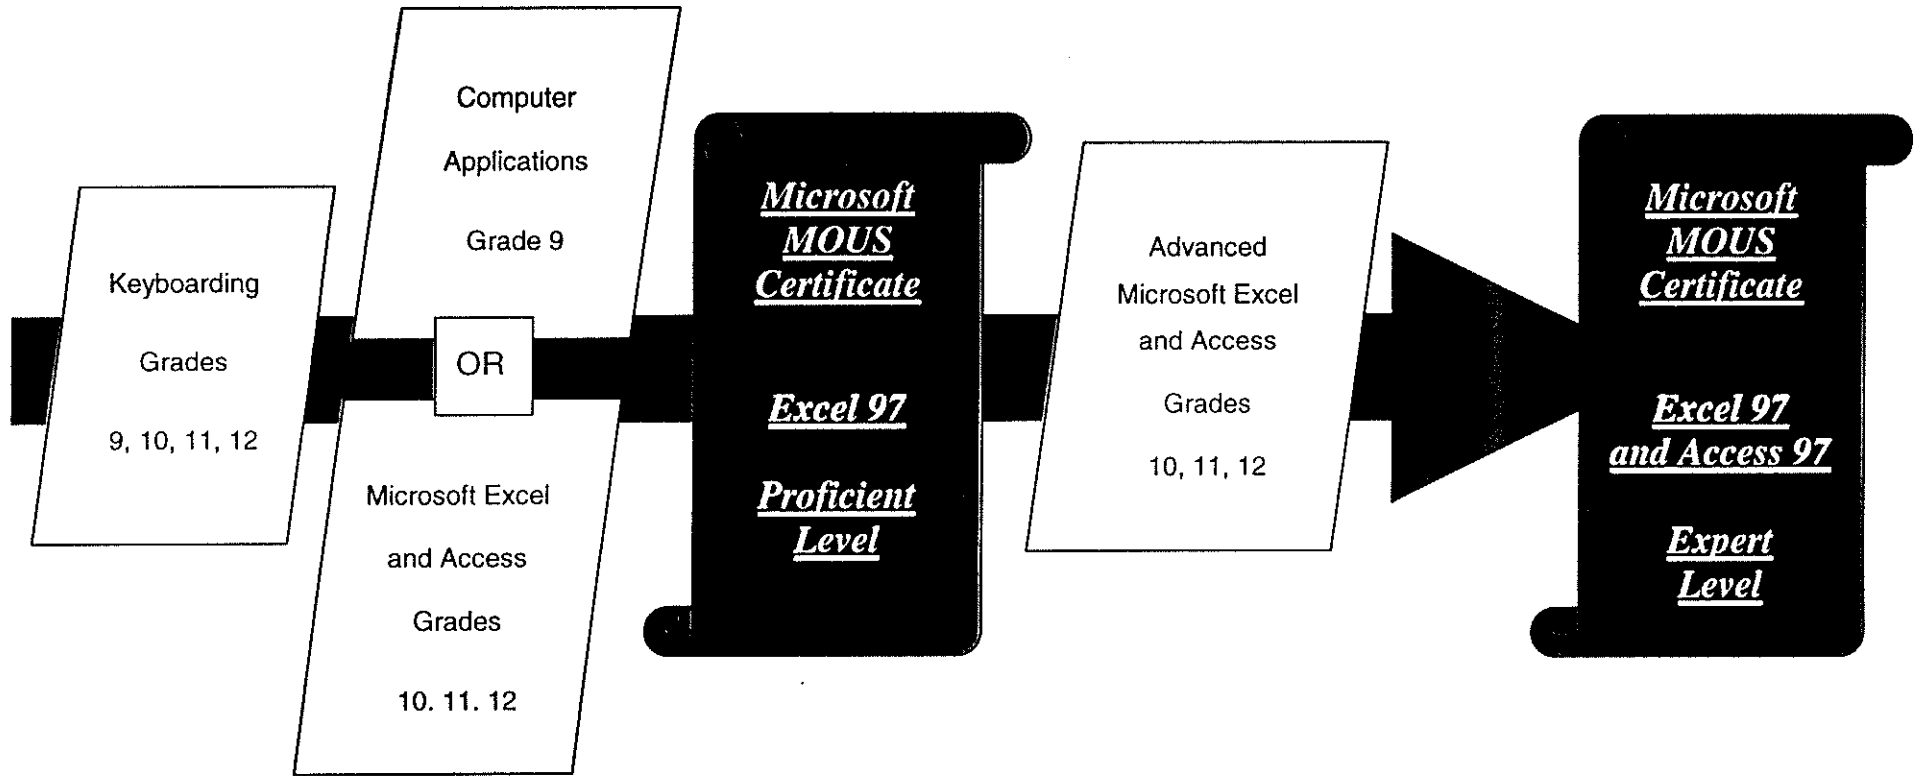 Keyboarding
Grades
9, 10, 11, 12
Computer
Applications
Grade 9
OR
Microsoft Excel
and Access
Grades
10. 11. 12
Microsoft
MOUS
Certificate
Excel 97
Proficient
Level
Advanced
Microsoft Excel
and Access
Grades
10, 11, 12
Microsoft
MOUS
Certificate
Excel 97
and Access 97
Expert
Level